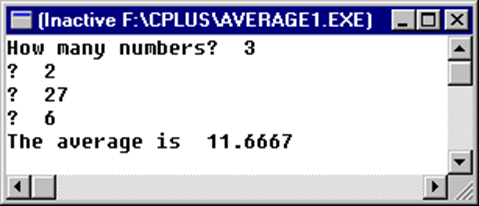 (Inactive F:\CPLUS\AVERAGE1.EXE)
How many numbers?  3
?  2
?  27
?  6
The average is  11.6667